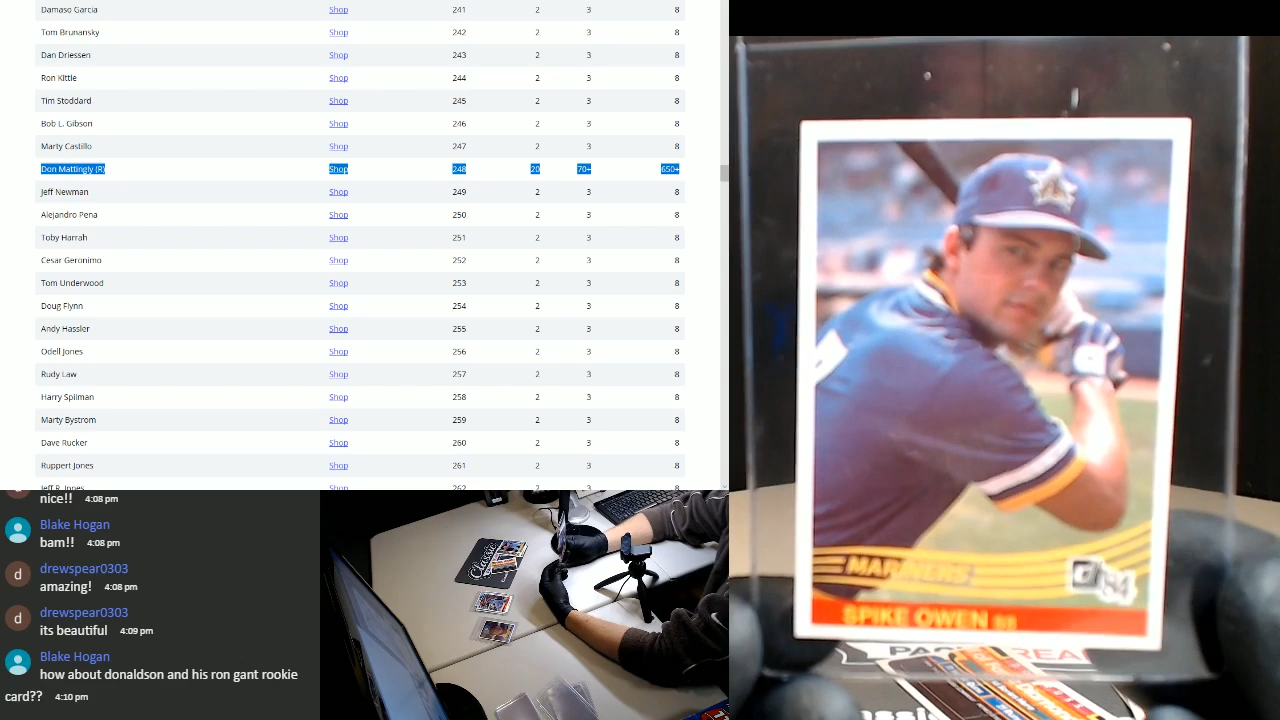 Damaso Garcia Shop 241 2 3 8
Tom Brunansky Shop 242 2 3 8
Dan Driessen Shop 243 2 3 8
Ron Kittle Shop 244 2 3 8
Tim Stoddard Shop 245 2 3 8
Bob L. Gibson Shop 246 2 3 8
Marty Castillo Shop 247 2 3 8
Don Mattingly (R) Shop 248 20 70+ 650+
Jeff Newman Shop 249 2 3 8
Alejandro Pena Shop 250 2 3 8
Toby Harrah Shop 251 2 3 8
Cesar Geronimo Shop 252 2 3 8
Tom Underwood Shop 253 2 3 8
Doug Flynn Shop 254 2 3 8
Andy Hassler Shop 255 2 3 8
Odell Jones Shop 256 2 3 8
Rudy Law Shop 257 2 3 8
Harry Spilman Shop 258 2 3 8
Marty Bystrom Shop 259 2 3 8
Dave Rucker Shop 260 2 3 8
Ruppert Jones Shop 261 2 3 8
Jeff R. Jones Shop 262 2 3 8
nice!! 4:08 pm
Blake Hogan
bam!! 4:08 pm
d drewspear0303
amazing! 4:08 pm
d drewspear0303
its beautiful 4:09 pm
Blake Hogan
how about donaldson and his ron gant rookie
card?? 4:10 pm
Classic
MARINERS
d '84
SPIKE OWEN SS